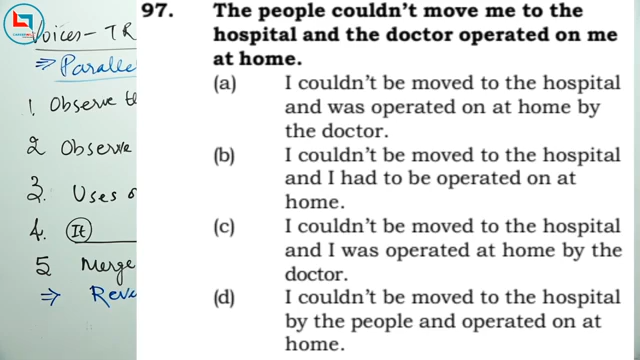 Voices - TR
⇒ Paralle
1. Observe th
2 Observe
3. Uses o
4. It
5 Merge
⇒ Reve
97. The people couldn't move me to the
hospital and the doctor operated on me
at home.
(a) I couldn't be moved to the hospital
and was operated on at home by
the doctor.
(b) I couldn't be moved to the hospital
and I had to be operated on at
home.
(c) I couldn't be moved to the hospital
and I was operated at home by the
doctor.
(d) I couldn't be moved to the hospital
by the people and operated on at
home.